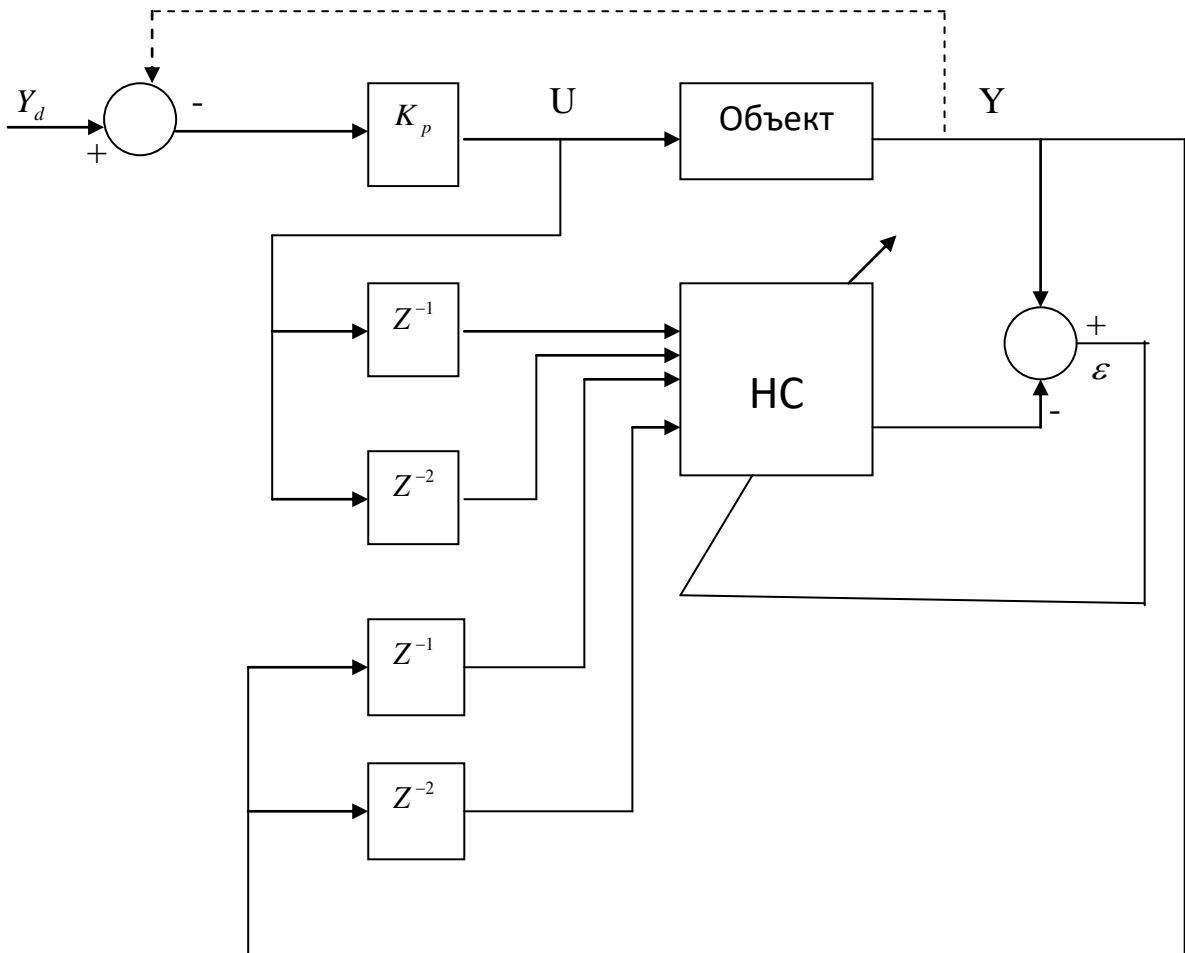 Y_d
+
-
K_p
U
Объект
Y
Z^{-1}
Z^{-2}
НС
+
ε
-
Z^{-1}
Z^{-2}